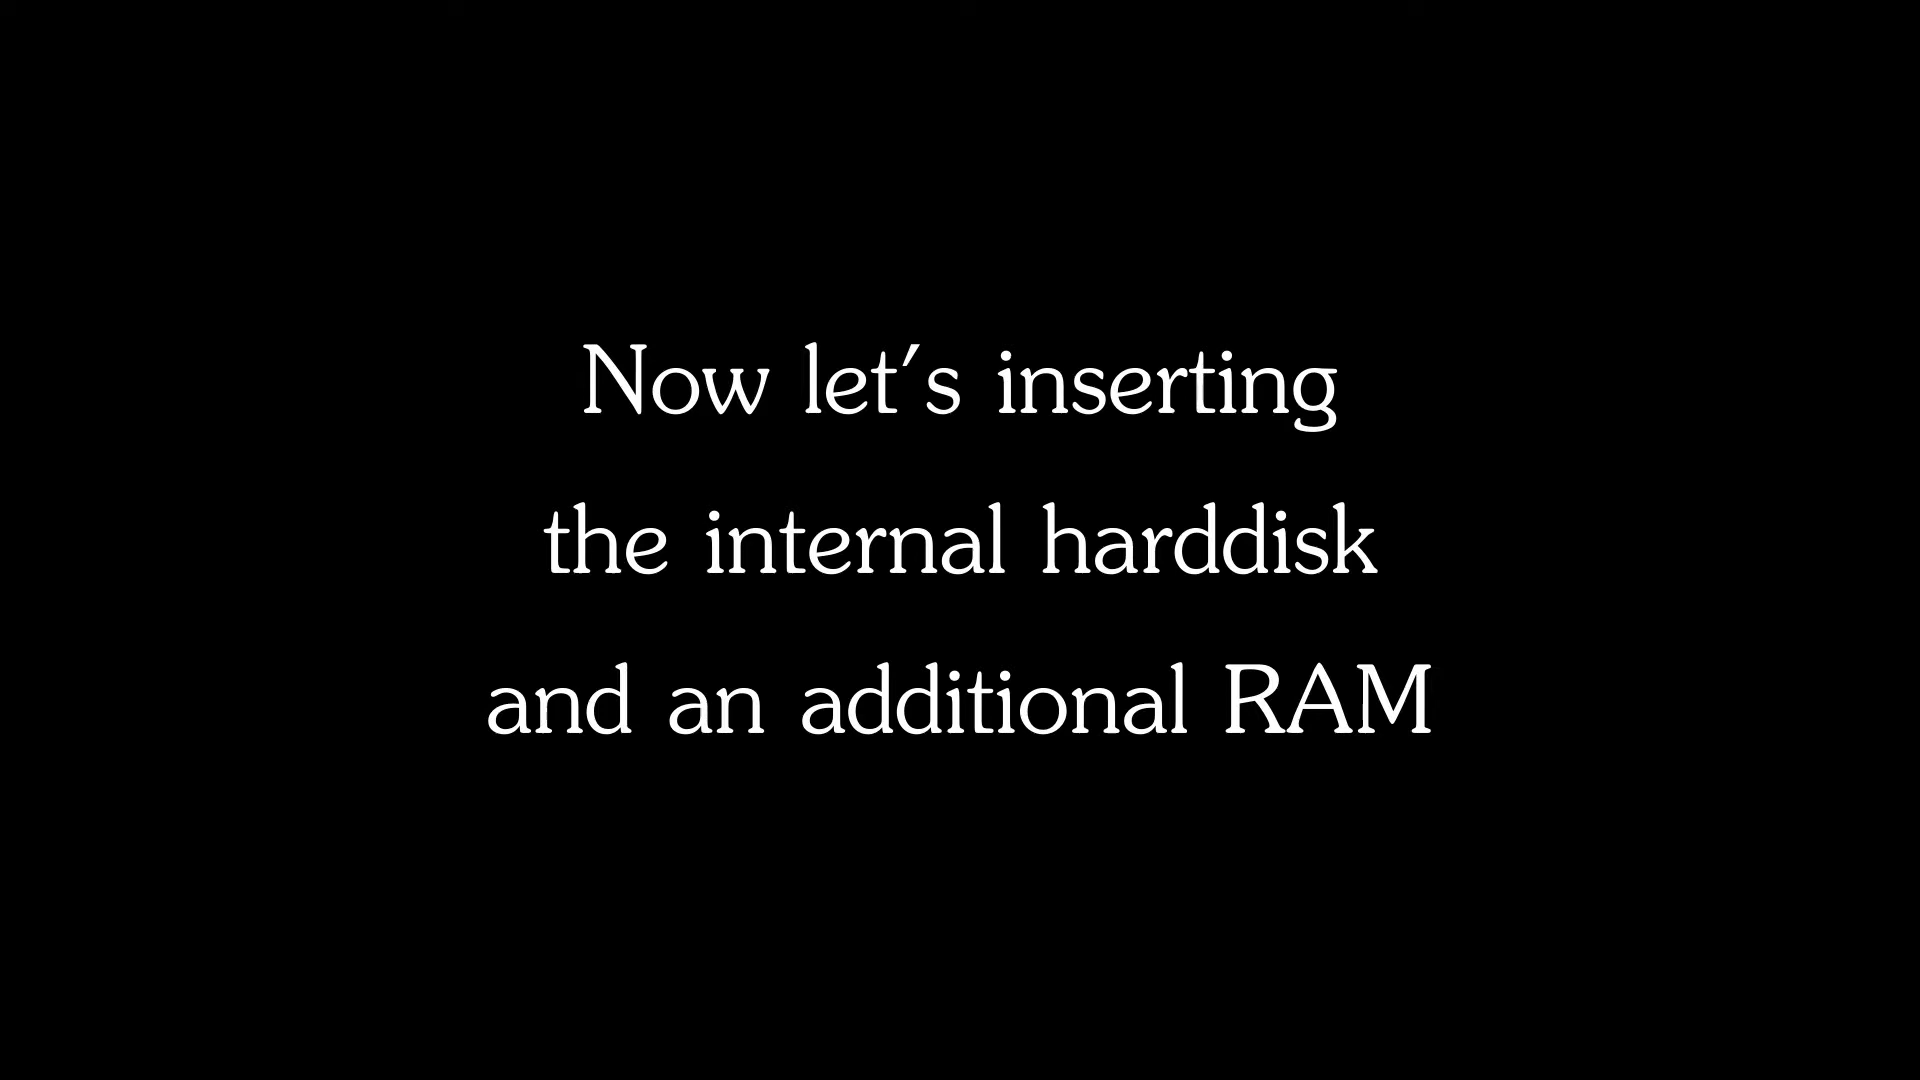 Now let's inserting
the internal harddisk
and an additional RAM